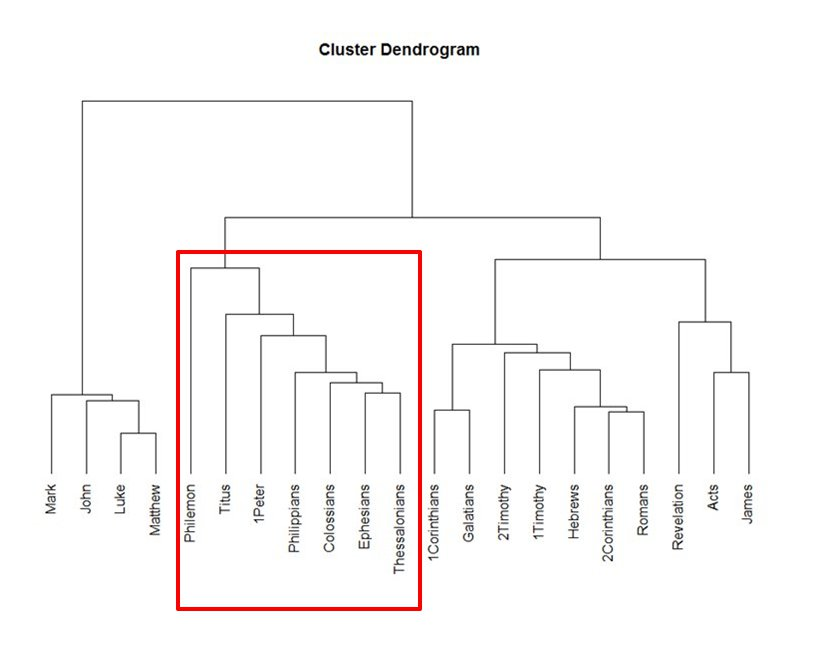 Cluster Dendrogram
Mark
John
Luke
Matthew
Philemon
Titus
1Peter
Philippians
Colossians
Ephesians
Thessalonians
1Corinthians
Galatians
2Timothy
1Timothy
Hebrews
2Corinthians
Romans
Revelation
Acts
James